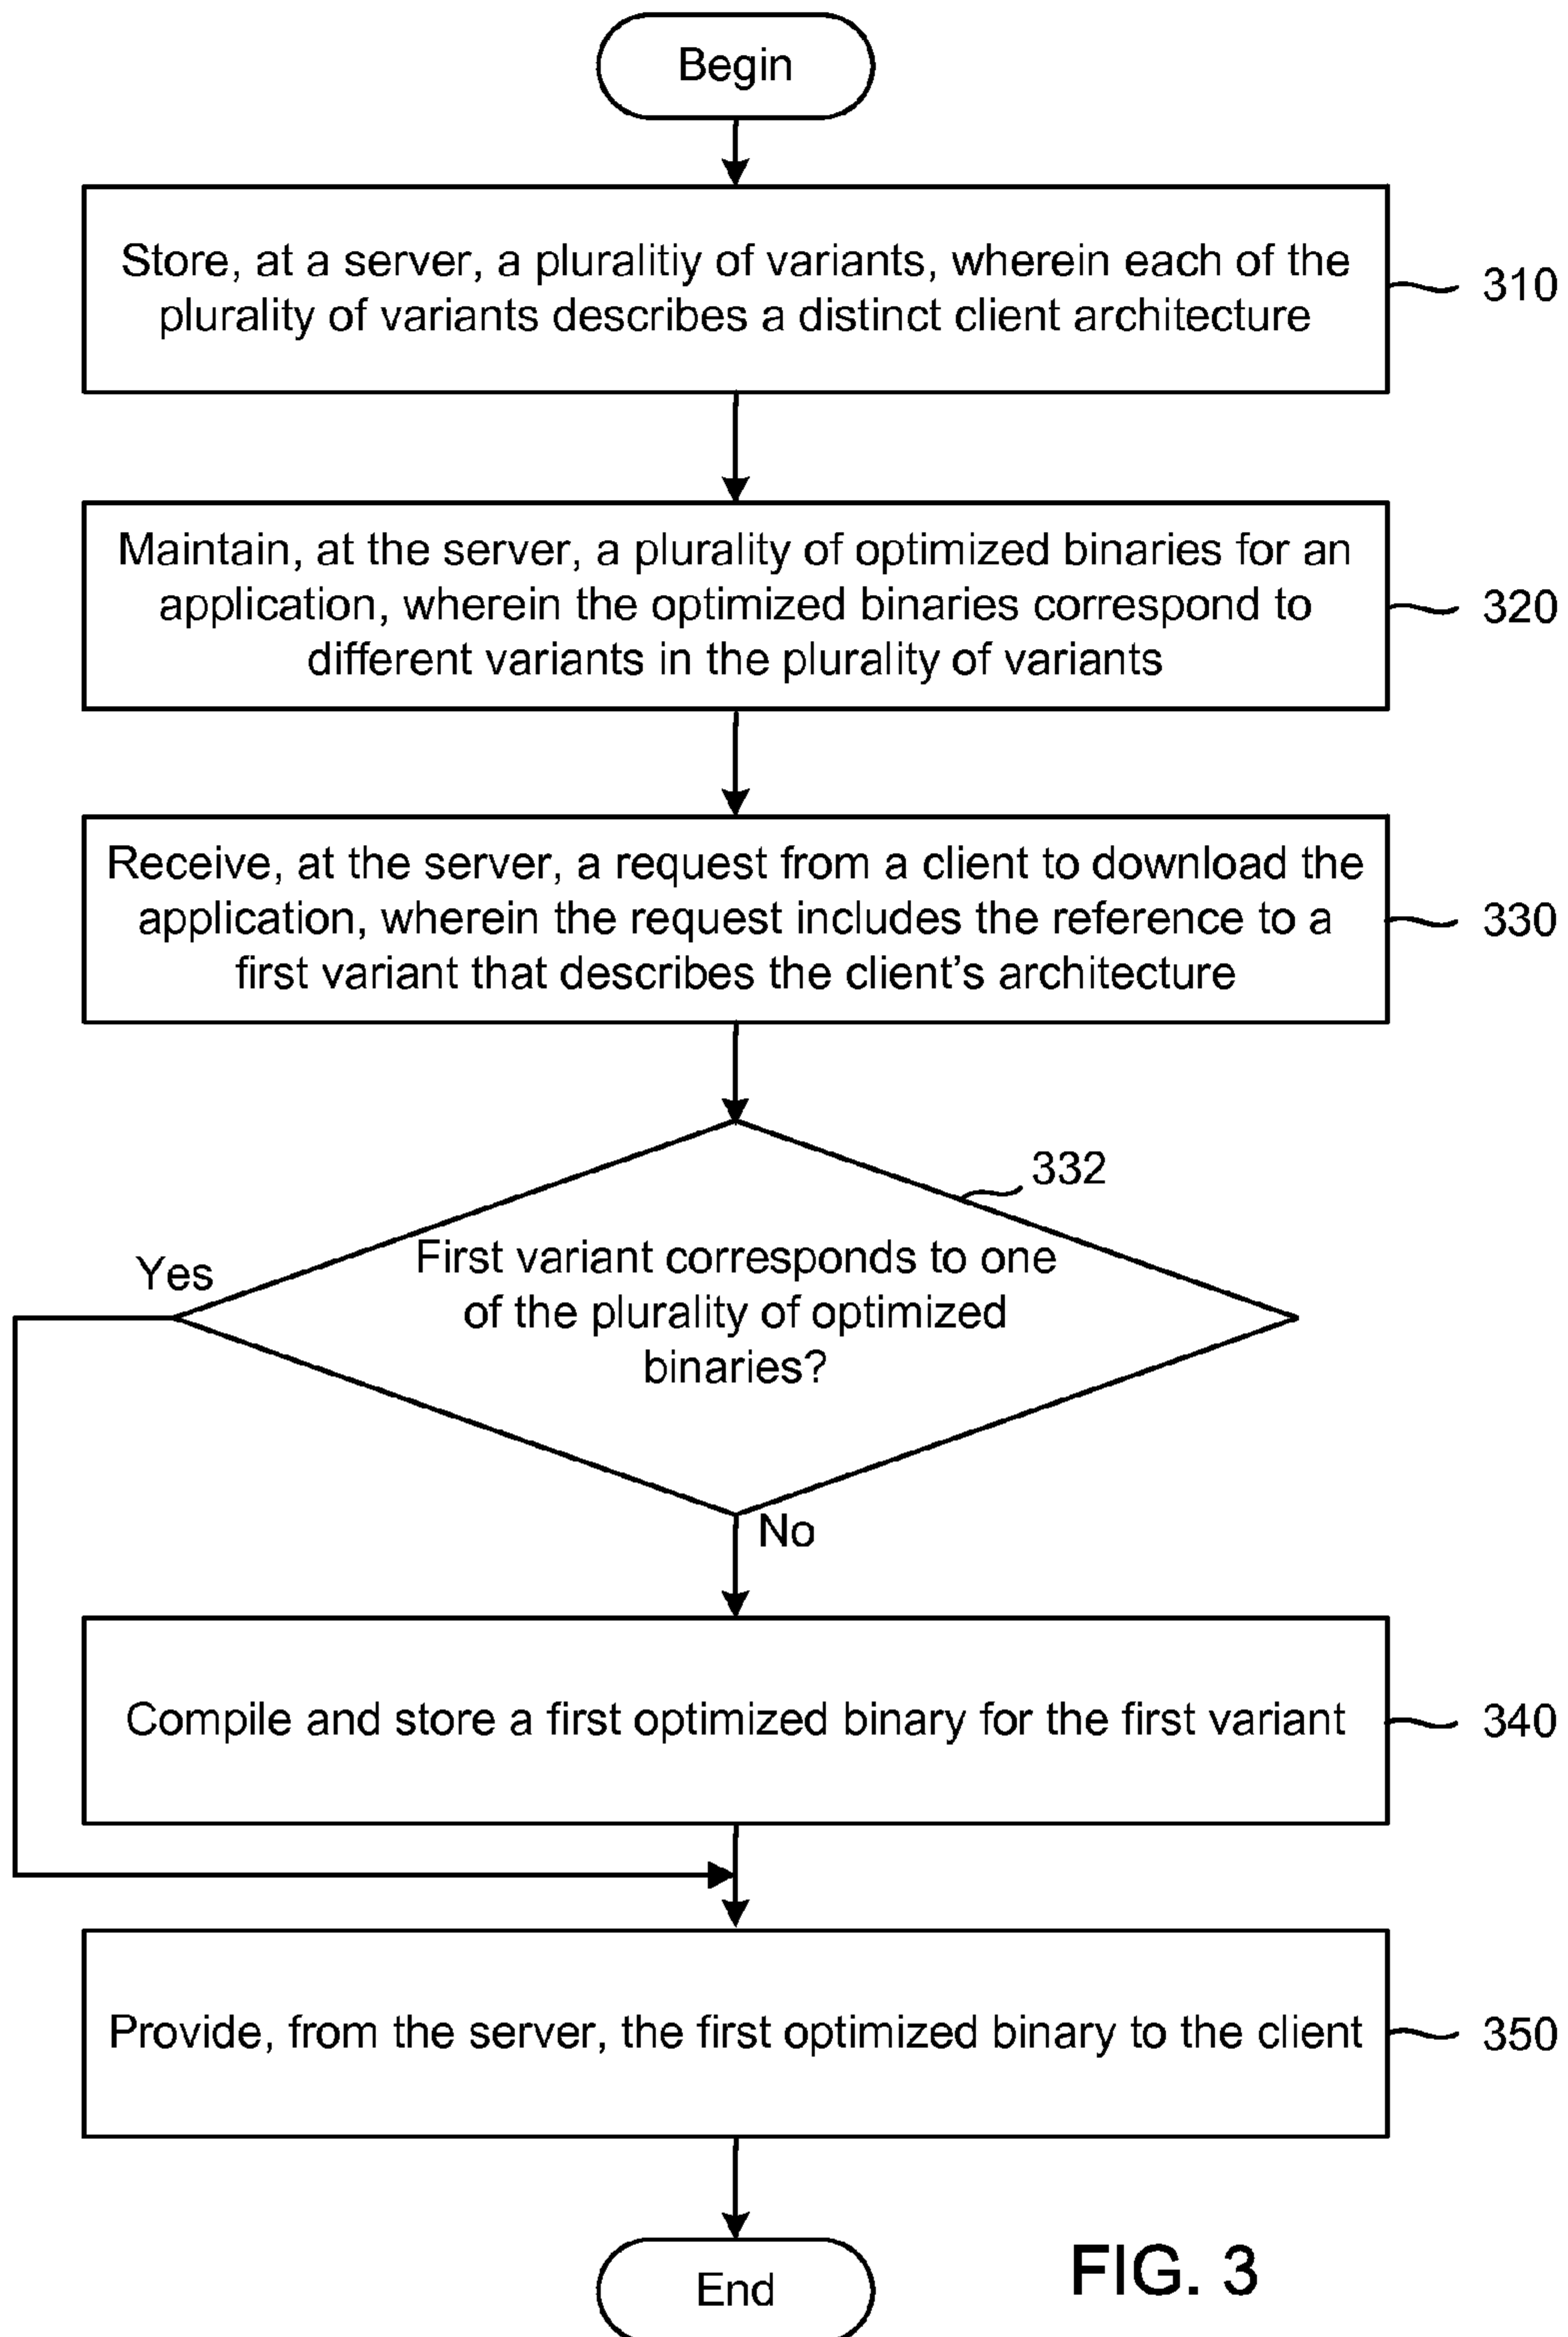 Begin
Store, at a server, a pluralitiy of variants, wherein each of the
plurality of variants describes a distinct client architecture
310
Maintain, at the server, a plurality of optimized binaries for an
application, wherein the optimized binaries correspond to
different variants in the plurality of variants
320
Receive, at the server, a request from a client to download the
application, wherein the request includes the reference to a
first variant that describes the client's architecture
330
332
First variant corresponds to one
of the plurality of optimized
binaries?
Yes
No
Compile and store a first optimized binary for the first variant
340
Provide, from the server, the first optimized binary to the client
350
End
FIG. 3